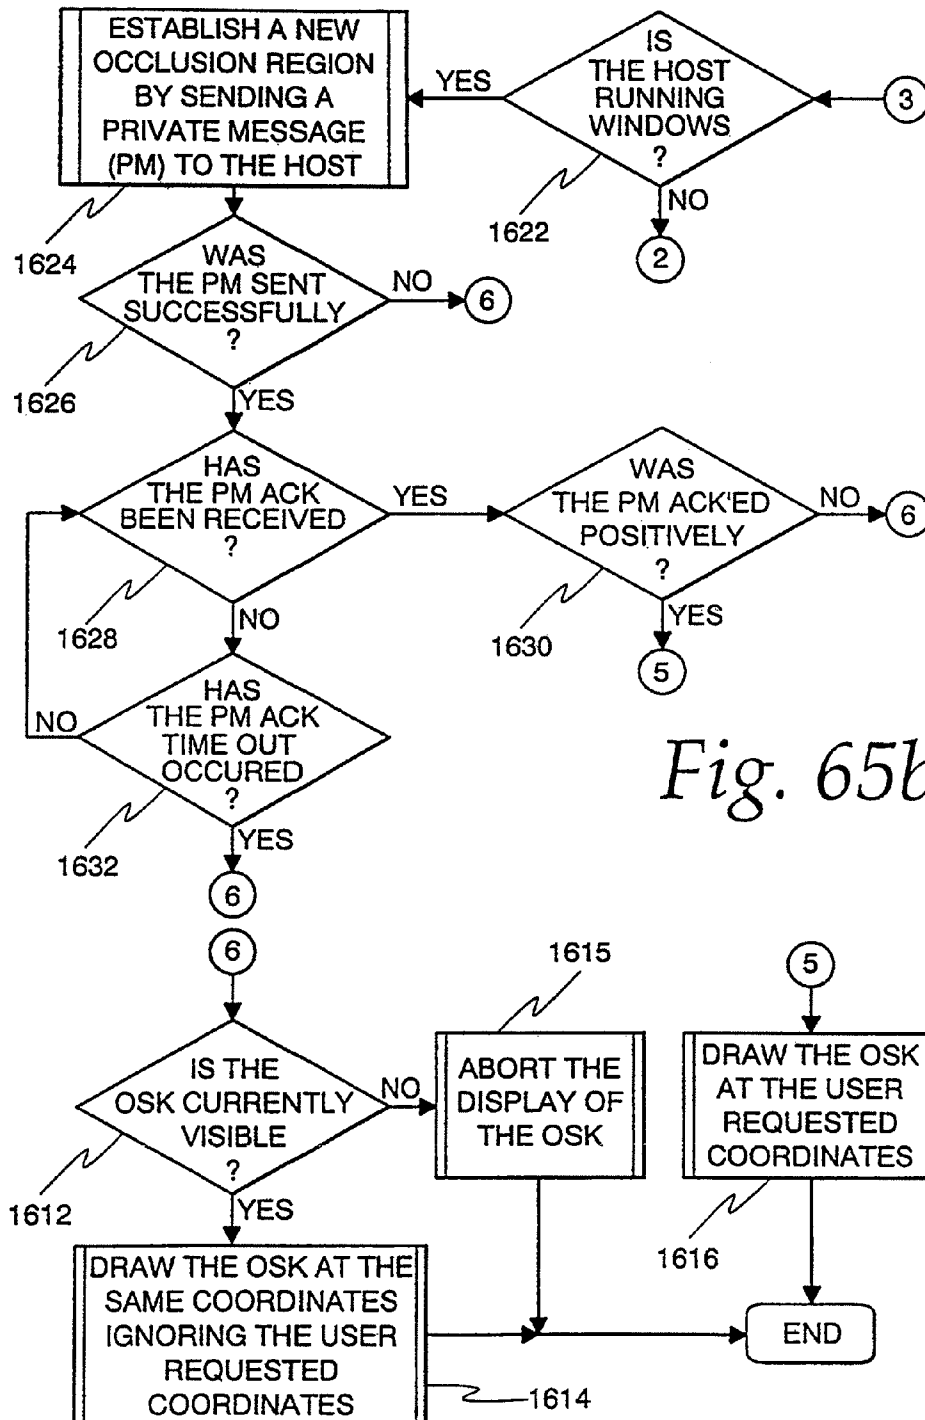 ESTABLISH A NEW
OCCLUSION REGION
BY SENDING A
PRIVATE MESSAGE
(PM) TO THE HOST
YES
IS
THE HOST
RUNNING
WINDOWS
?
3
1624
1622
NO
2
WAS
THE PM SENT
SUCCESSFULLY
?
NO
6
1626
YES
HAS
THE PM ACK
BEEN RECEIVED
?
YES
WAS
THE PM ACK'ED
POSITIVELY
?
NO
6
1628
NO
1630
YES
5
HAS
THE PM ACK
TIME OUT
OCCURED
?
NO
1632
YES
6
Fig. 65b
6
1615
5
IS THE
OSK CURRENTLY
VISIBLE
?
NO
ABORT THE
DISPLAY OF
THE OSK
DRAW THE OSK
AT THE USER
REQUESTED
COORDINATES
1612
YES
1616
DRAW THE OSK AT THE
SAME COORDINATES
IGNORING THE USER
REQUESTED
COORDINATES
END
1614